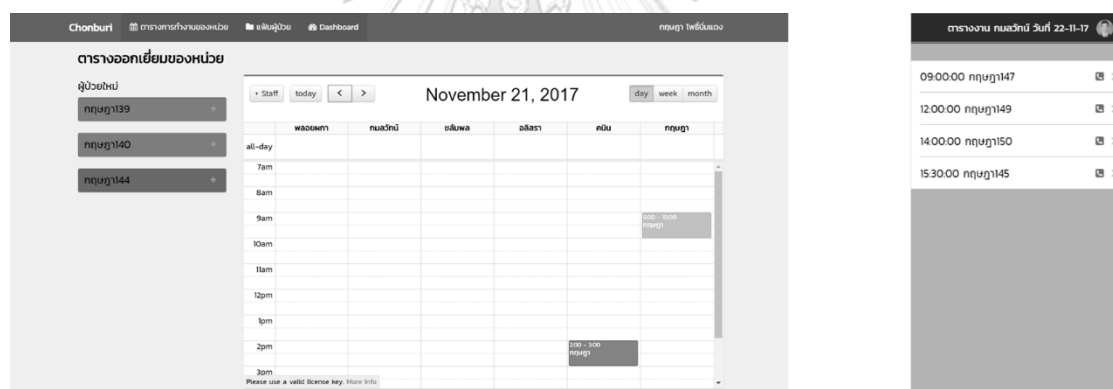 Chonburi ตารางการทำงานของหน่วย แฟ้มผู้ป่วย Dashboard กฤษฎา โพธิ์นิ่มแดง
ตารางออกเยี่ยมของหน่วย
ผู้ป่วยใหม่
กฤษฎา139 +
กฤษฎา140 +
กฤษฎา144 +
+ Staff today < > November 21, 2017 day week month
พลอยผกา กมลวัทน์ ชลัมพล อลิสรา คนึน กฤษฎา
all-day
7am
8am
9am
9:00 - 10:00
กฤษฎา
10am
11am
12pm
1pm
2pm
2:00 - 3:00
กฤษฎา
3pm
Please use a valid license key. More Info
ตารางงาน กมลวัทน์ วันที่ 22-11-17
09:00:00 กฤษฎา147
12:00:00 กฤษฎา149
14:00:00 กฤษฎา150
15:30:00 กฤษฎา145